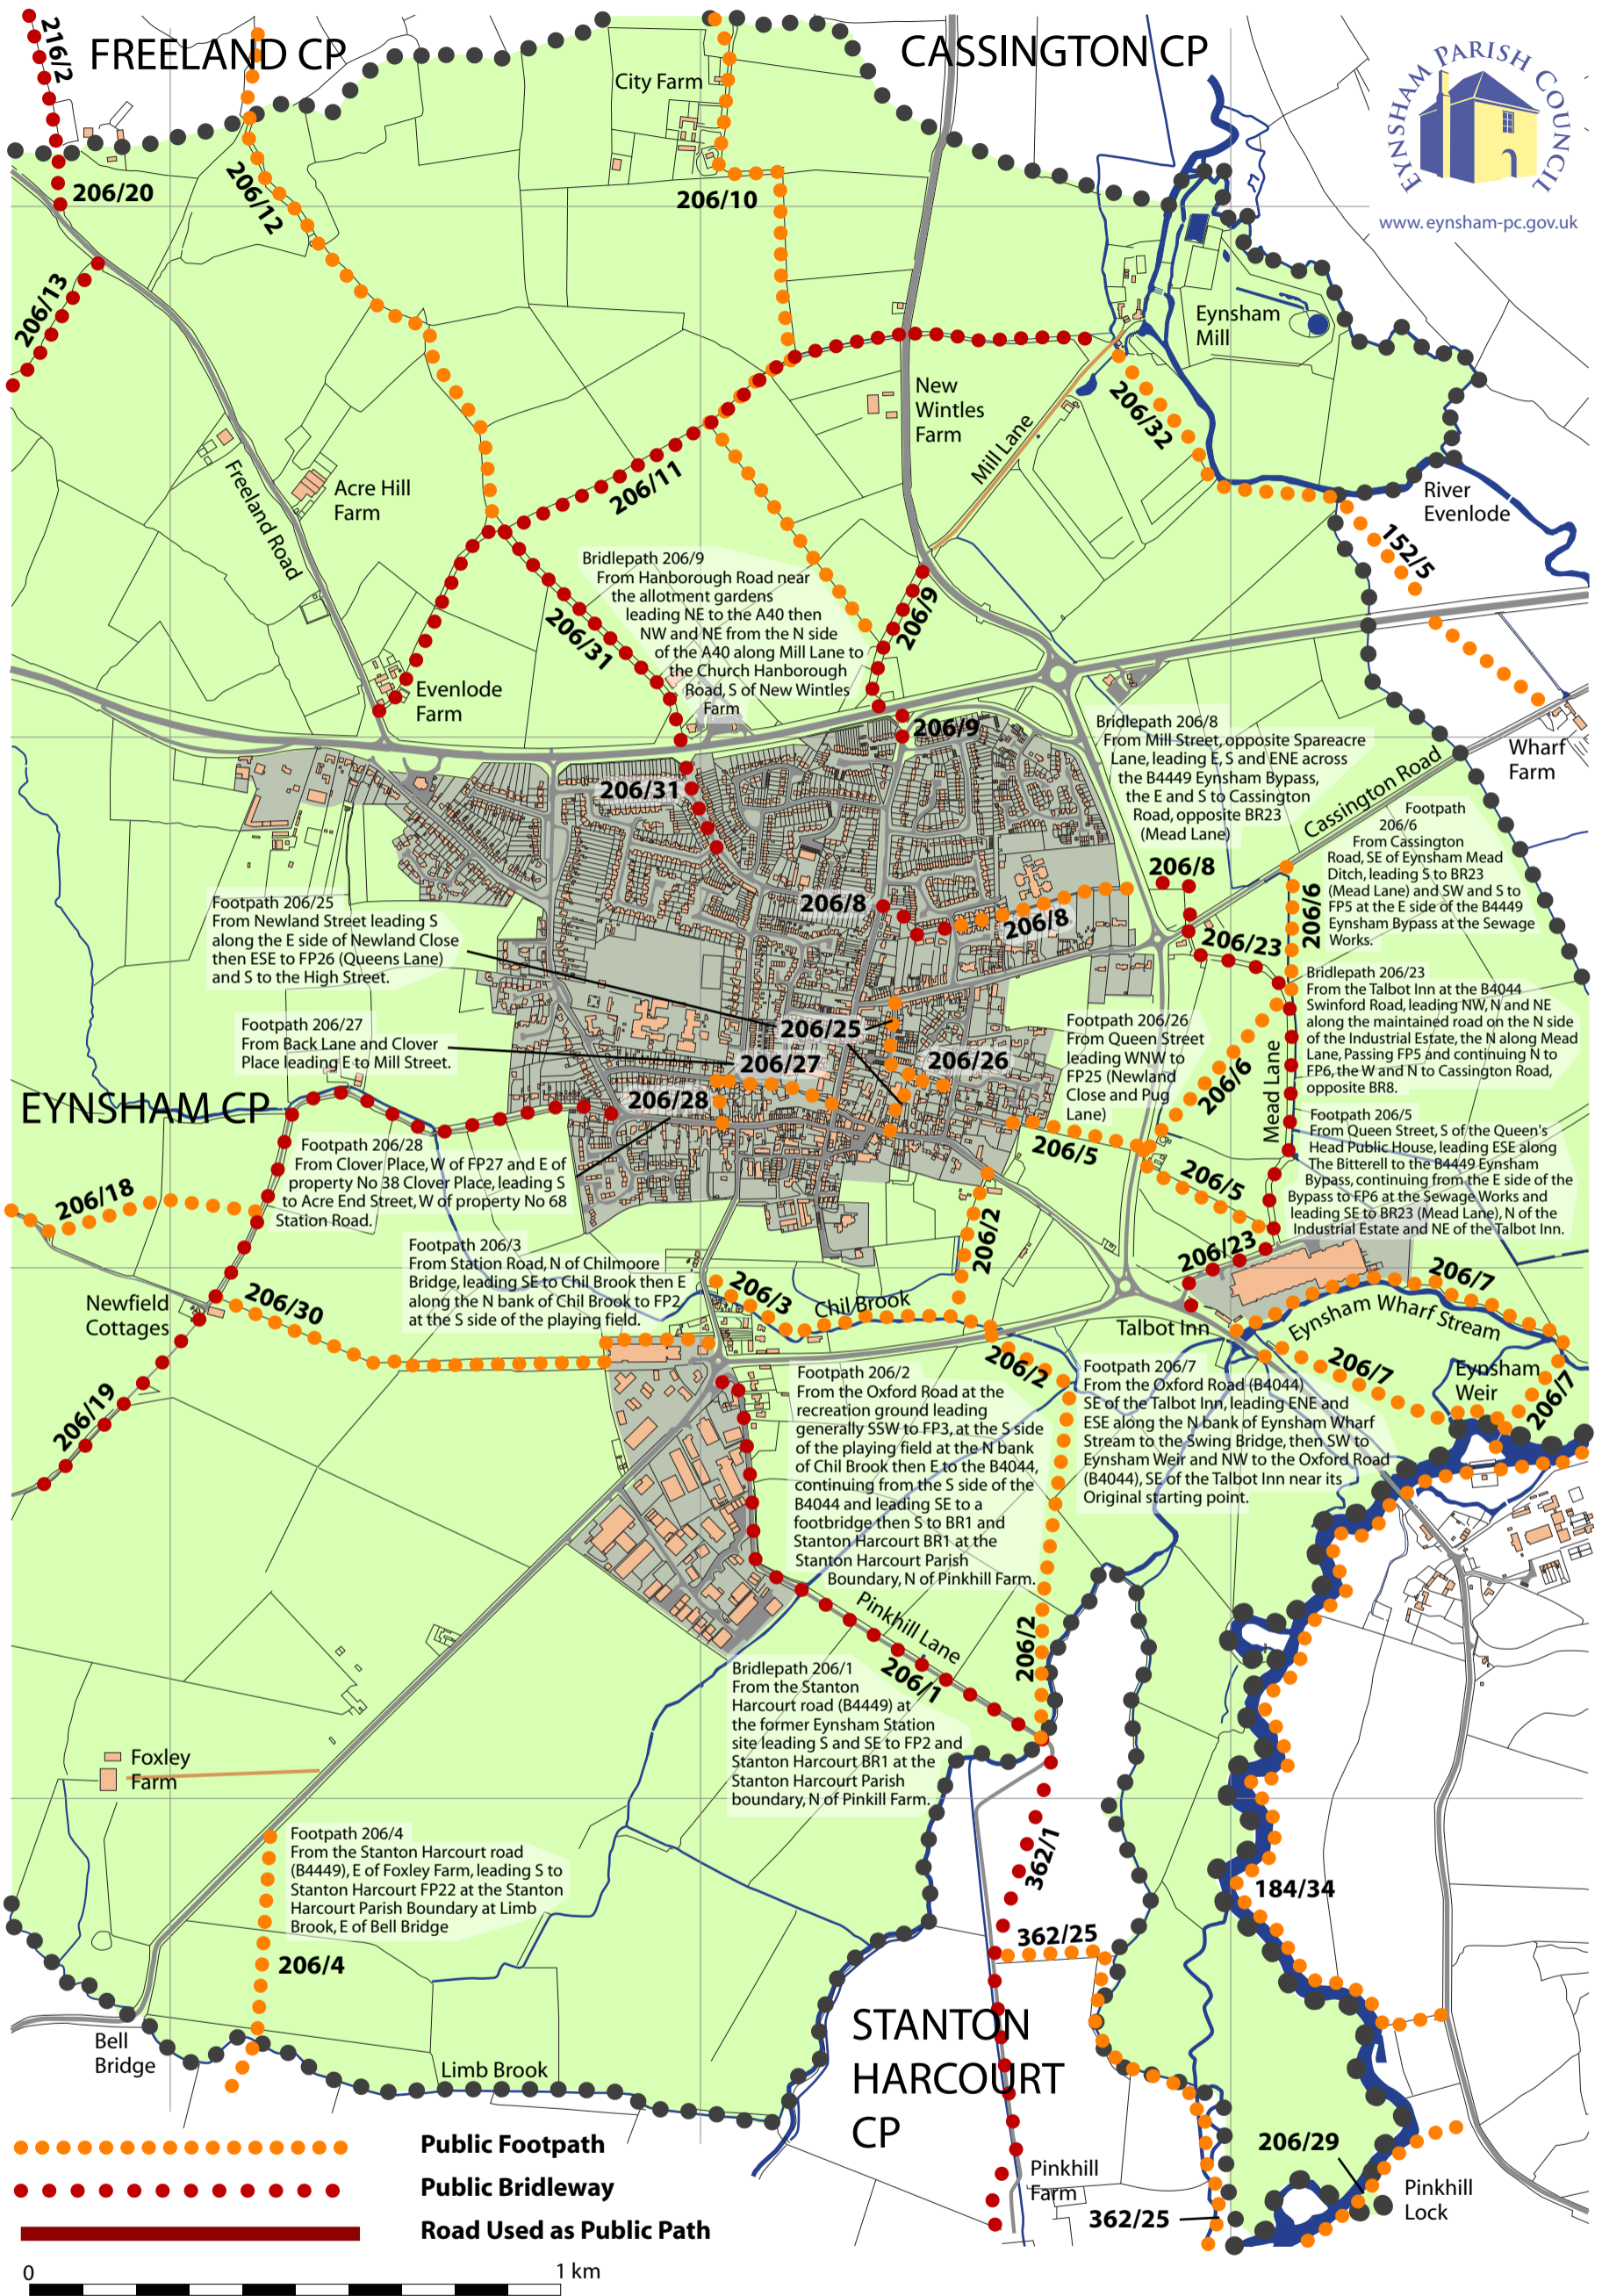 FREELAND CP
CASSINGTON CP
EYNSHAM PARISH COUNCIL
www.eynsham-pc.gov.uk
216/2
City Farm
206/20
206/12
206/10
206/13
Eynsham
Mill
New
Wintles
Farm
206/32
Mill Lane
206/11
Freeland Road
Acre Hill
Farm
River
Evenlode
152/5
Bridlepath 206/9
From Hanborough Road near
the allotment gardens
leading NE to the A40 then
NW and NE from the N side
of the A40 along Mill Lane to
the Church Hanborough
Road, S of New Wintles
Farm
206/9
206/31
Evenlode
Farm
206/9
Bridlepath 206/8
From Mill Street, opposite Spareacre
Lane, leading E, S and ENE across
the B4449 Eynsham Bypass,
the E and S to Cassington
Road, opposite BR23
(Mead Lane)
Wharf
Farm
Cassington Road
206/31
Footpath
206/6
From Cassington
Road, SE of Eynsham Mead
Ditch, leading S to BR23
(Mead Lane) and SW and S to
FP5 at the E side of the B4449
Eynsham Bypass at the Sewage
Works.
206/8
206/8
206/8
206/6
206/23
Footpath 206/25
From Newland Street leading S
along the E side of Newland Close
then ESE to FP26 (Queens Lane)
and S to the High Street.
Bridlepath 206/23
From the Talbot Inn at the B4044
Swinford Road, leading NW, N and NE
along the maintained road on the N side
of the Industrial Estate, the N along Mead
Lane, Passing FP5 and continuing N to
FP6, the W and N to Cassington Road,
opposite BR8.
Footpath 206/27
From Back Lane and Clover
Place leading E to Mill Street.
206/25
206/27
206/26
Footpath 206/26
From Queen Street
leading WNW to
FP25 (Newland
Close and Pug
Lane)
206/6
Mead Lane
EYNSHAM CP
206/28
Footpath 206/5
From Queen Street, S of the Queen's
Head Public House, leading ESE along
The Bitterell to the B4449 Eynsham
Bypass, continuing from the E side of the
Bypass to FP6 at the Sewage Works and
leading SE to BR23 (Mead Lane), N of the
Industrial Estate and NE of the Talbot Inn.
Footpath 206/28
From Clover Place, W of FP27 and E of
property No 38 Clover Place, leading S
to Acre End Street, W of property No 68
Station Road.
206/5
206/5
206/18
206/2
206/23
Footpath 206/3
From Station Road, N of Chilmoore
Bridge, leading SE to Chil Brook then E
along the N bank of Chil Brook to FP2
at the S side of the playing field.
206/7
206/3
Chil Brook
Newfield
Cottages
206/30
Talbot Inn
Eynsham Wharf Stream
206/2
206/7
Eynsham
Weir
206/7
206/19
Footpath 206/2
From the Oxford Road at the
recreation ground leading
generally SSW to FP3, at the S side
of the playing field at the N bank
of Chil Brook then E to the B4044,
continuing from the S side of the
B4044 and leading SE to a
footbridge then S to BR1 and
Stanton Harcourt BR1 at the
Stanton Harcourt Parish
Boundary, N of Pinkhill Farm.
Footpath 206/7
From the Oxford Road (B4044)
SE of the Talbot Inn, leading ENE and
ESE along the N bank of Eynsham Wharf
Stream to the Swing Bridge, then SW to
Eynsham Weir and NW to the Oxford Road
(B4044), SE of the Talbot Inn near its
Original starting point.
Pinkhill Lane
206/1
206/2
Bridlepath 206/1
From the Stanton
Harcourt road (B4449) at
the former Eynsham Station
site leading S and SE to FP2 and
Stanton Harcourt BR1 at the
Stanton Harcourt Parish
boundary, N of Pinkill Farm.
Foxley
Farm
Footpath 206/4
From the Stanton Harcourt road
(B4449), E of Foxley Farm, leading S to
Stanton Harcourt FP22 at the Stanton
Harcourt Parish Boundary at Limb
Brook, E of Bell Bridge
362/1
184/34
362/25
206/4
STANTON
HARCOURT
CP
Bell
Bridge
Limb Brook
206/29
Pinkhill
Farm
Pinkhill
Lock
362/25
Public Footpath
Public Bridleway
Road Used as Public Path
0
1 km